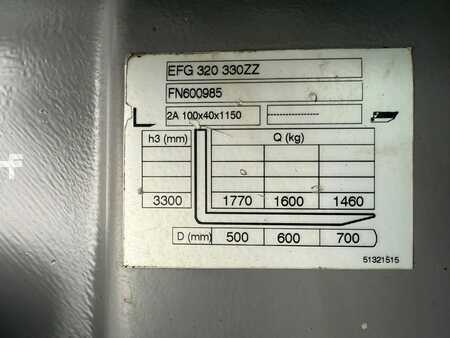 EFG 320 330ZZ
FN600985
2A 100x40x1150 --------------
h3 (mm) Q (kg)
3300 1770 1600 1460
D (mm) 500 600 700
51321515